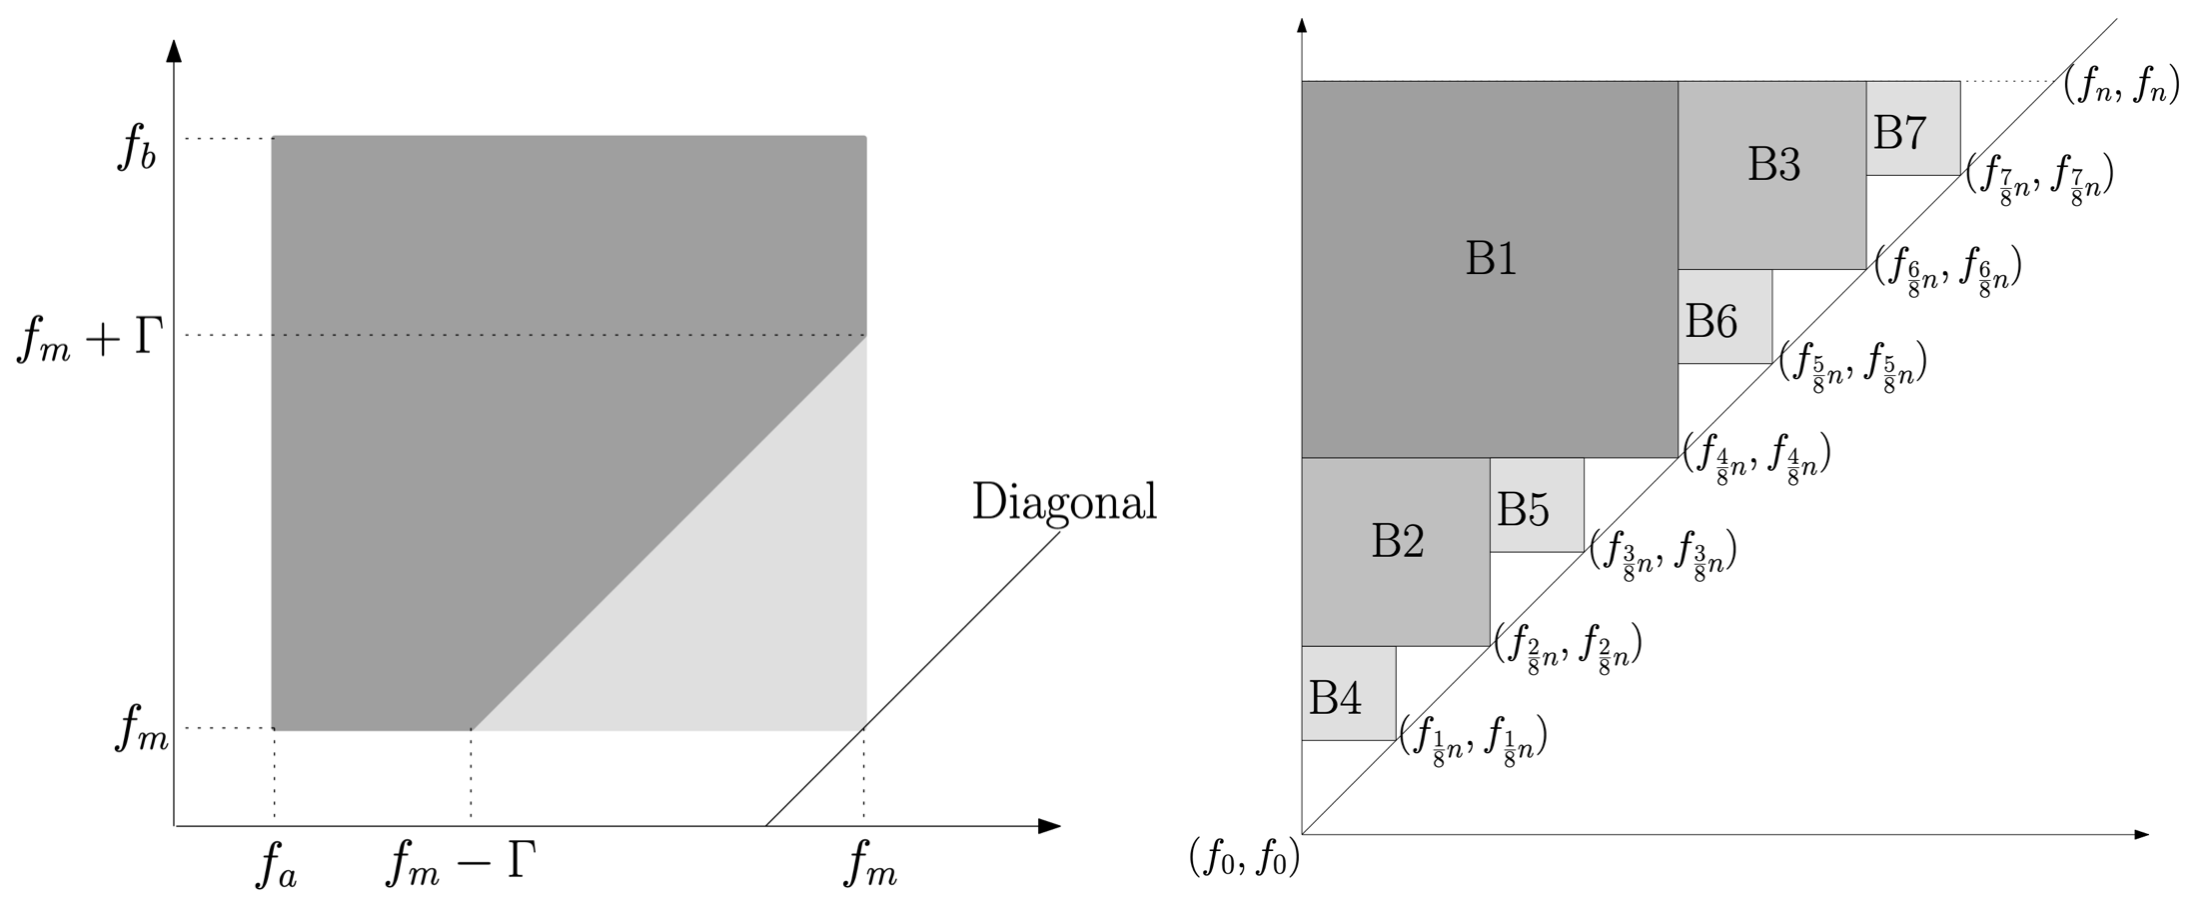 f_b
f_m + Γ
Diagonal
f_m
f_a f_m − Γ f_m
(f_n, f_n)
B7
B3
(f_{\frac{7}{8}n}, f_{\frac{7}{8}n})
B1
(f_{\frac{6}{8}n}, f_{\frac{6}{8}n})
B6
(f_{\frac{5}{8}n}, f_{\frac{5}{8}n})
(f_{\frac{4}{8}n}, f_{\frac{4}{8}n})
B5
B2
(f_{\frac{3}{8}n}, f_{\frac{3}{8}n})
(f_{\frac{2}{8}n}, f_{\frac{2}{8}n})
B4
(f_{\frac{1}{8}n}, f_{\frac{1}{8}n})
(f_0, f_0)